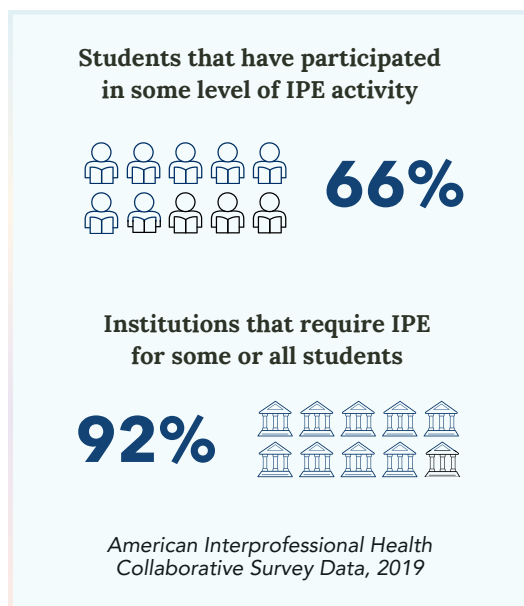 Students that have participated
in some level of IPE activity
66%
Institutions that require IPE
for some or all students
92%
American Interprofessional Health
Collaborative Survey Data, 2019